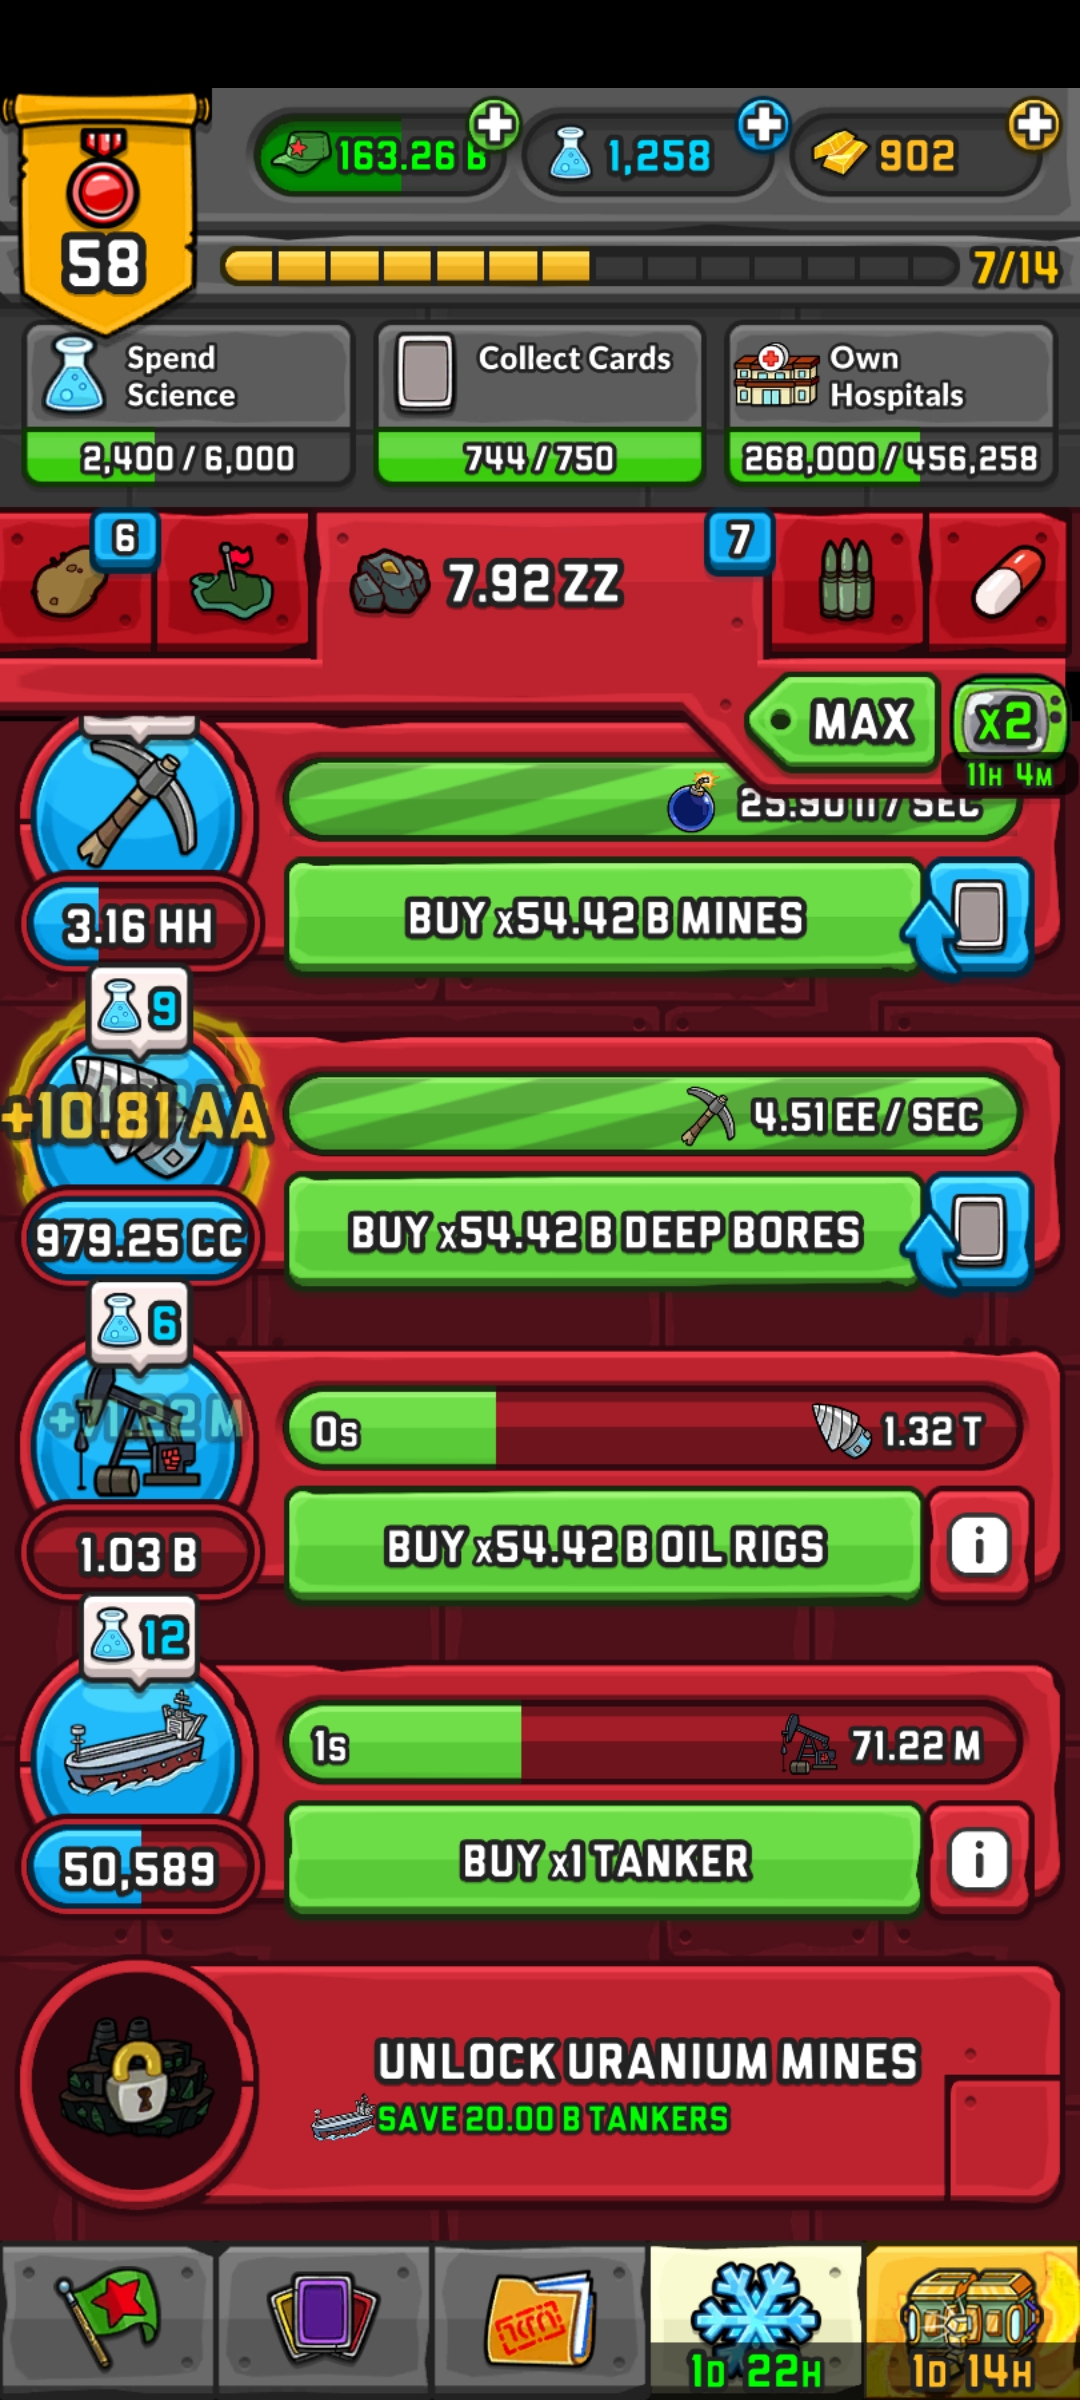 163.26 B
1,258
902
58
7/14
Spend
Science
Collect Cards
Own
Hospitals
2,400 / 6,000
744 / 750
268,000 / 456,258
6
7.92 ZZ
7
MAX
x2
11H 4M
/ SEC
BUY x54.42 B MINES
3.16 HH
9
+10.81 AA
4.51 EE / SEC
979.25 CC
BUY x54.42 B DEEP BORES
6
+71.22 M
0s
1.32 T
1.03 B
BUY x54.42 B OIL RIGS
i
12
1s
71.22 M
50,589
BUY x1 TANKER
i
UNLOCK URANIUM MINES
SAVE 20.00 B TANKERS
1D 22H
1D 14H